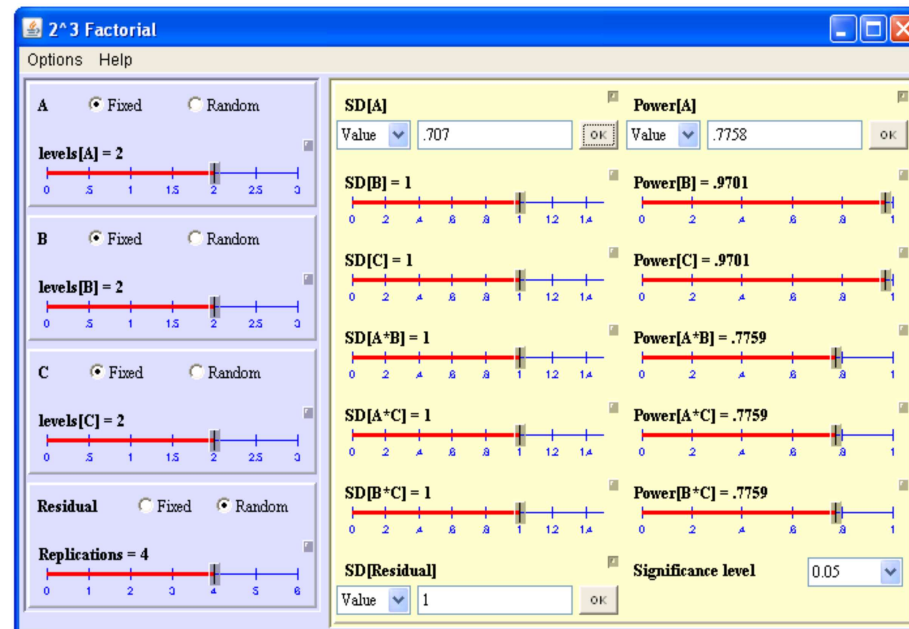 2^3 Factorial
Options Help
A Fixed Random
levels[A] = 2
0 .5 1 1.5 2 2.5 3
B Fixed Random
levels[B] = 2
0 .5 1 1.5 2 2.5 3
C Fixed Random
levels[C] = 2
0 .5 1 1.5 2 2.5 3
Residual Fixed Random
Replications = 4
0 1 2 3 4 5 6
SD[A] Power[A]
Value .707 OK Value .7758 OK
SD[B] = 1 Power[B] = .9701
0 .2 .4 .6 .8 1 1.2 1.4 0 .2 .4 .6 .8 1
SD[C] = 1 Power[C] = .9701
0 .2 .4 .6 .8 1 1.2 1.4 0 .2 .4 .6 .8 1
SD[A*B] = 1 Power[A*B] = .7759
0 .2 .4 .6 .8 1 1.2 1.4 0 .2 .4 .6 .8 1
SD[A*C] = 1 Power[A*C] = .7759
0 .2 .4 .6 .8 1 1.2 1.4 0 .2 .4 .6 .8 1
SD[B*C] = 1 Power[B*C] = .7759
0 .2 .4 .6 .8 1 1.2 1.4 0 .2 .4 .6 .8 1
SD[Residual] Significance level 0.05
Value 1 OK